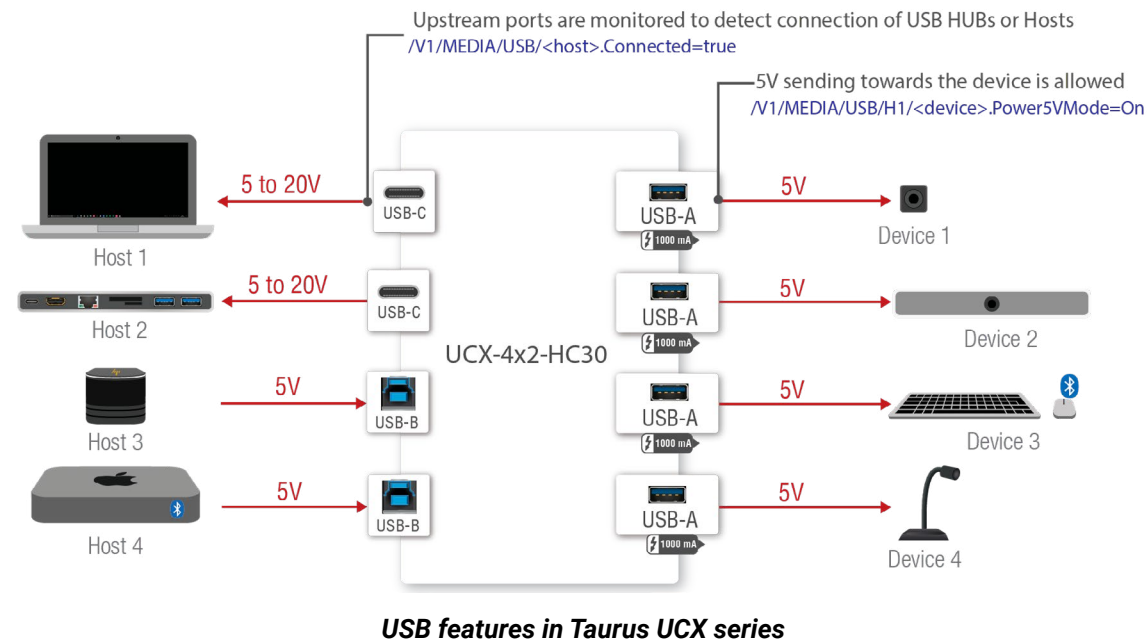 Upstream ports are monitored to detect connection of USB HUBs or Hosts
/V1/MEDIA/USB/<host>.Connected=true
5V sending towards the device is allowed
/V1/MEDIA/USB/H1/<device>.Power5VMode=On
5 to 20V
USB-C
Host 1
5 to 20V
USB-C
Host 2
5V
USB-B
Host 3
5V
USB-B
Host 4
UCX-4x2-HC30
USB-A
1000 mA
5V
Device 1
USB-A
1000 mA
5V
Device 2
USB-A
1000 mA
5V
Device 3
USB-A
1000 mA
5V
Device 4
USB features in Taurus UCX series